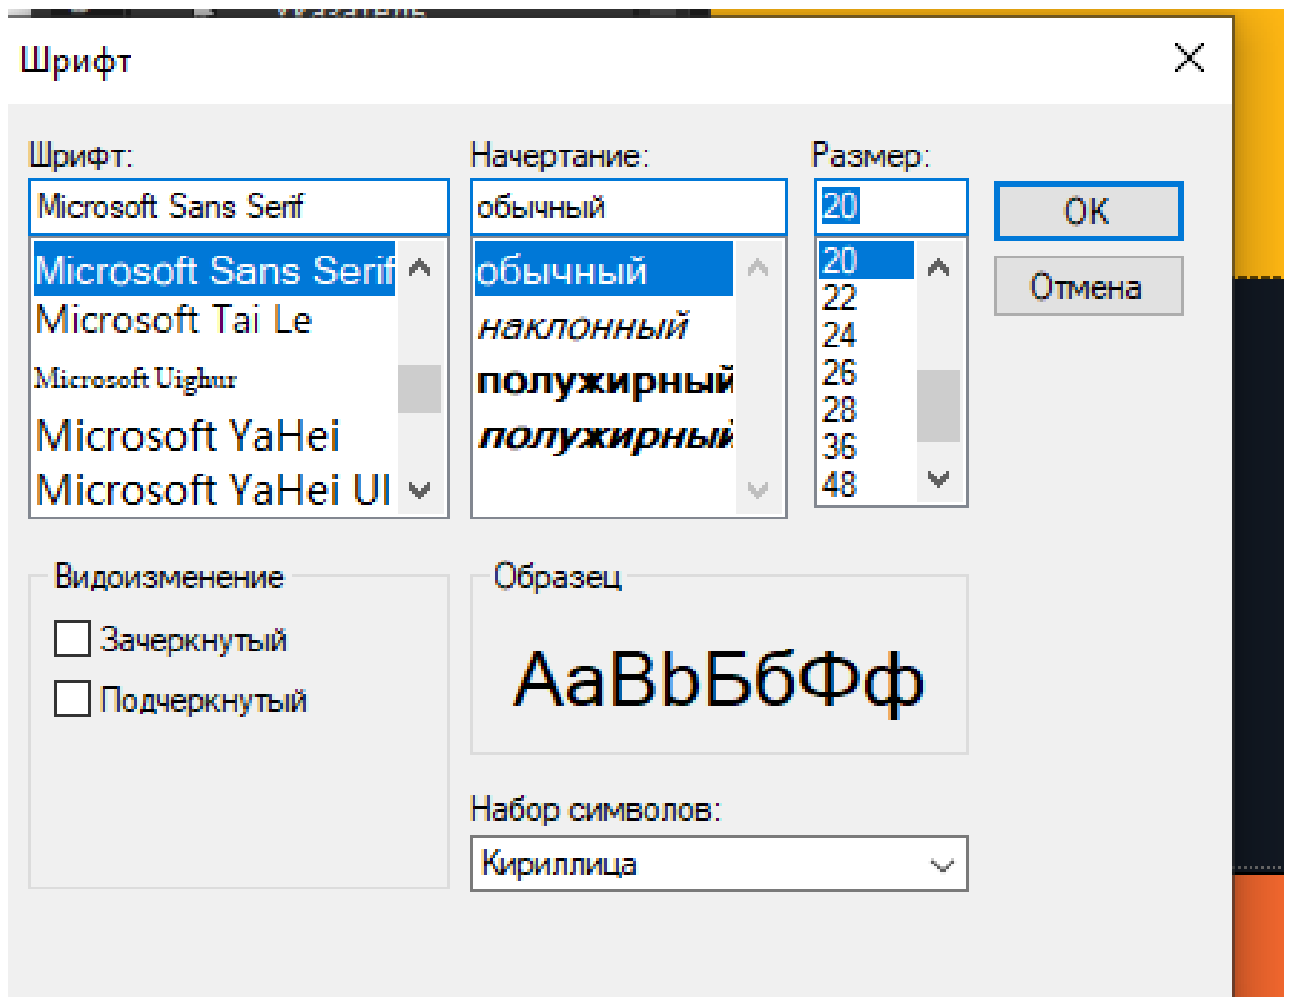 Указатель
Шрифт
Шрифт:
Начертание:
Размер:
Microsoft Sans Serif
обычный
20
OK
Microsoft Sans Serif
Microsoft Tai Le
Microsoft Uighur
Microsoft YaHei
Microsoft YaHei UI
обычный
наклонный
полужирный
полужирный
20
22
24
26
28
36
48
Отмена
Видоизменение
Зачеркнутый
Подчеркнутый
Образец
АаВbБбФф
Набор символов:
Кириллица